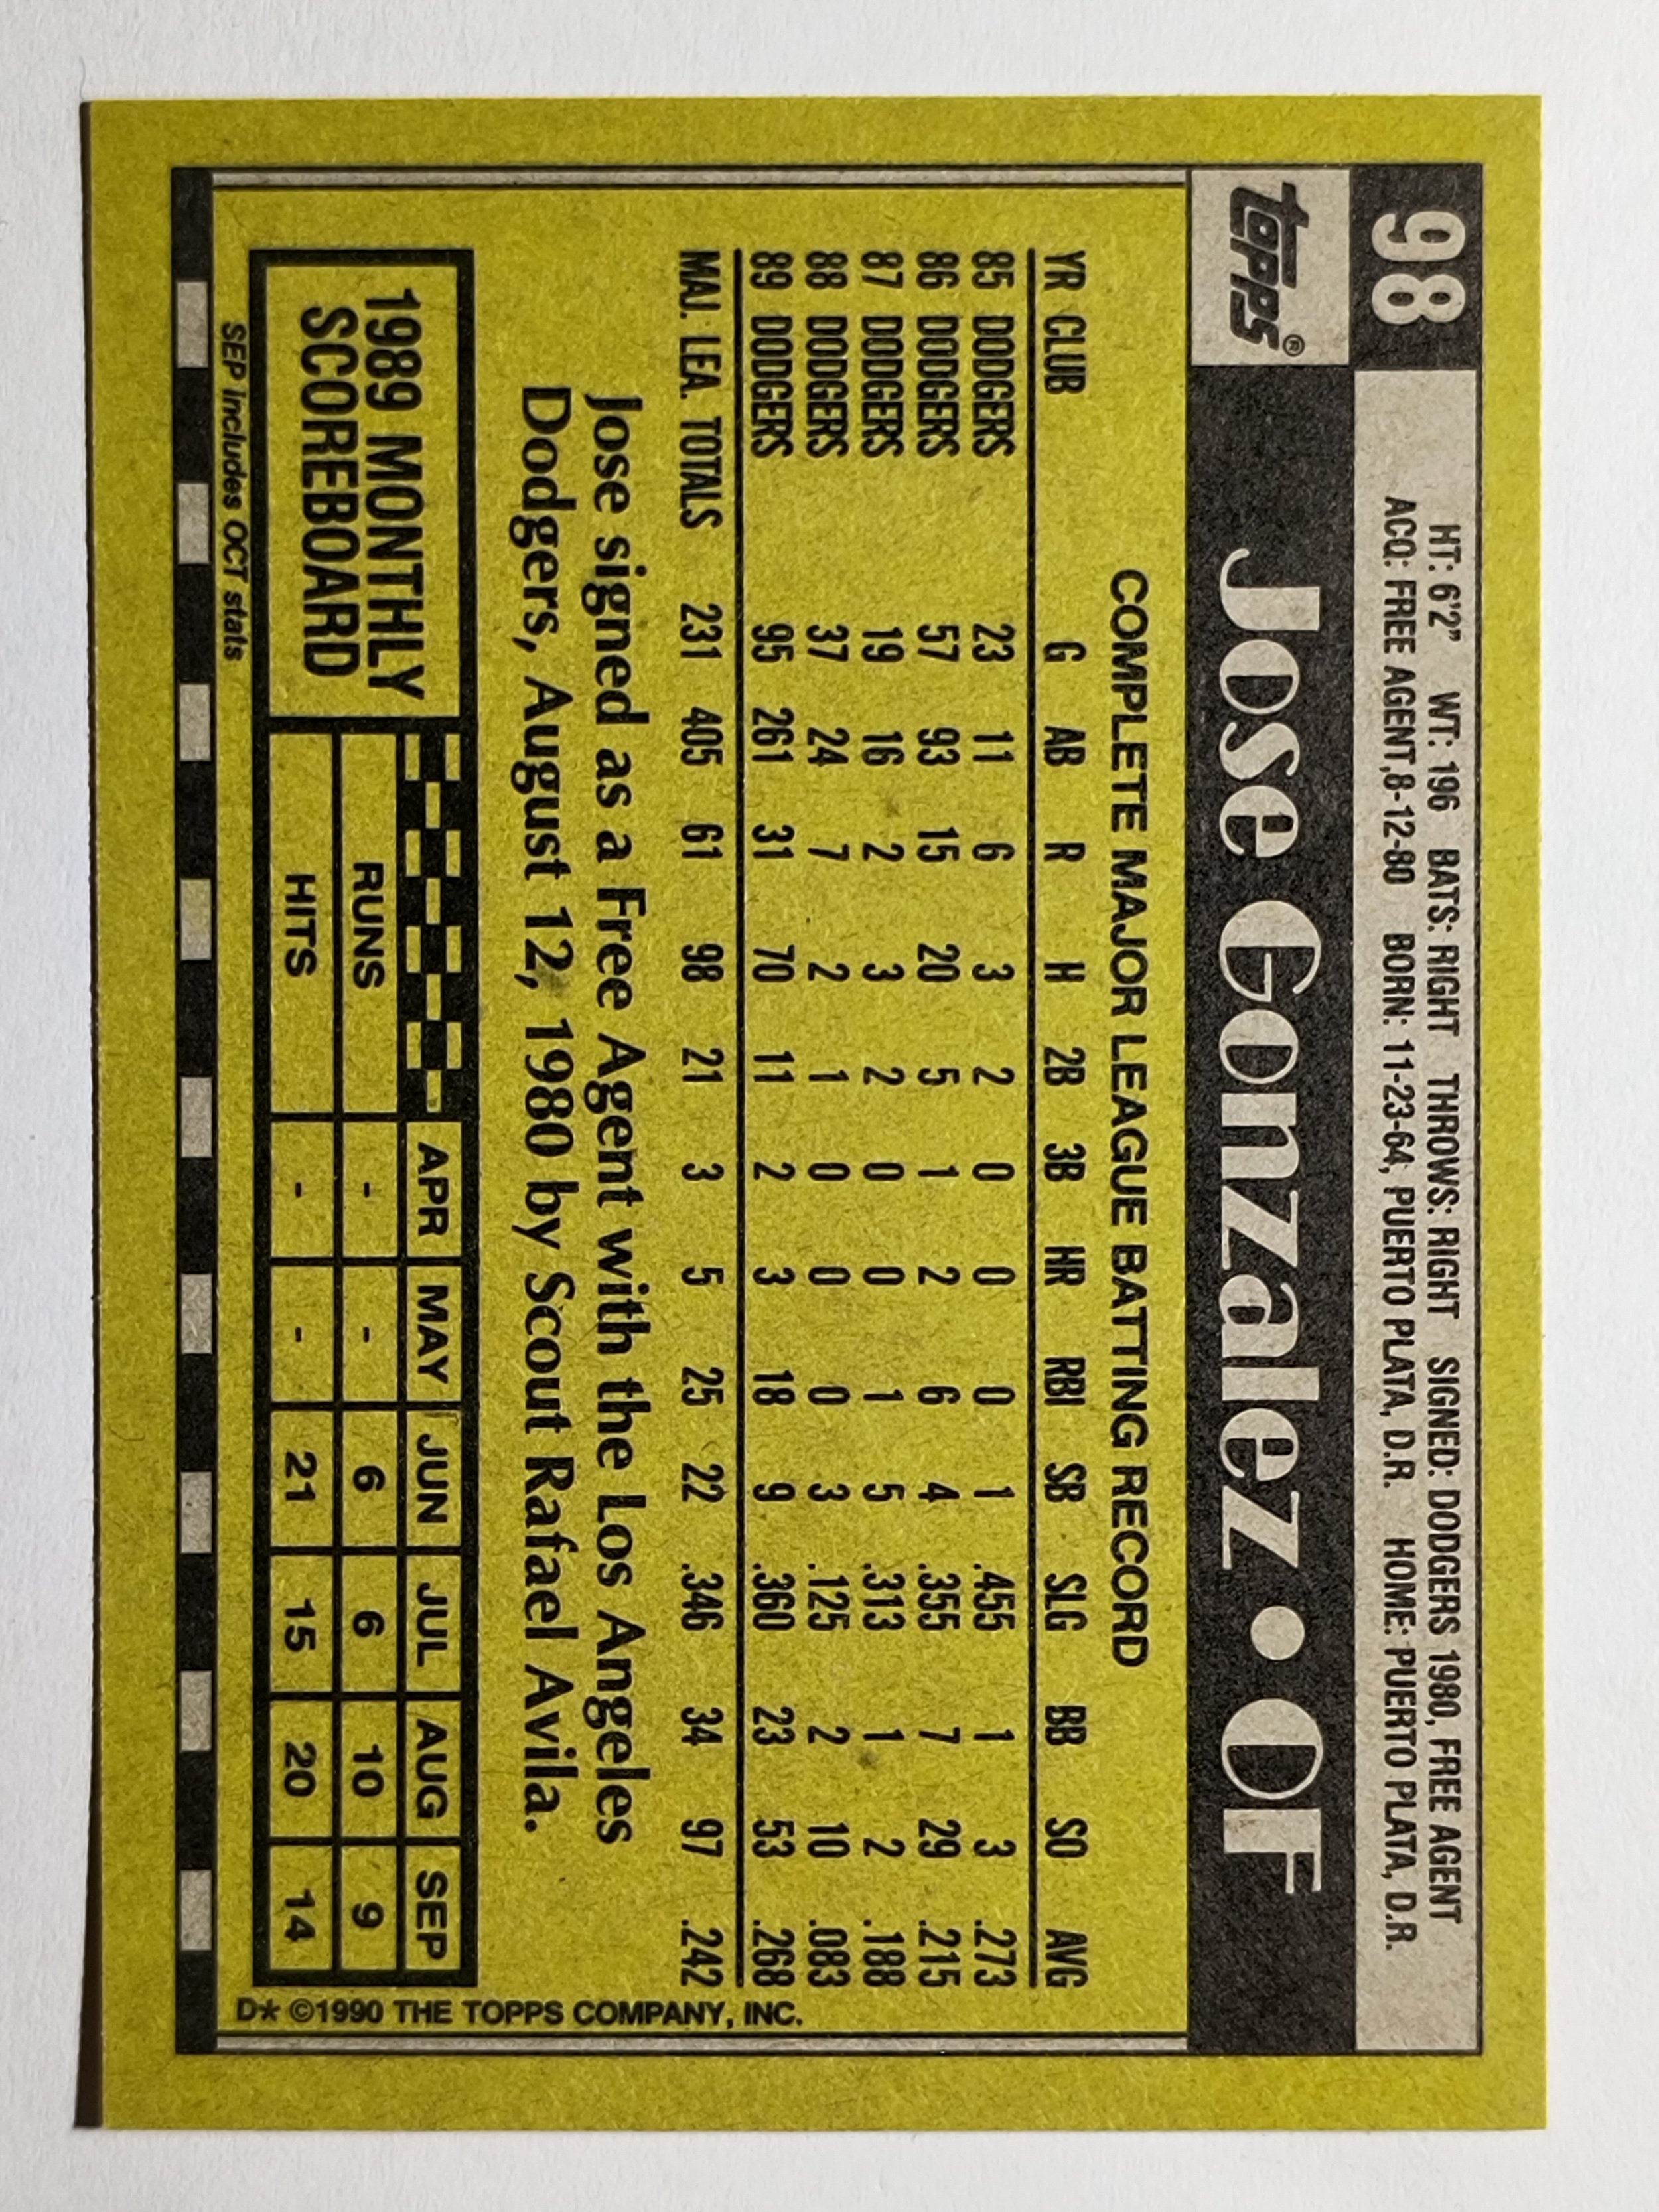 98
HT: 6'2" WT: 196 BATS: RIGHT THROWS: RIGHT SIGNED: DODGERS 1980, FREE AGENT
ACQ: FREE AGENT,8-12-80 BORN: 11-23-64, PUERTO PLATA, D.R. HOME: PUERTO PLATA, D.R.
topps®
Jose Gonzalez • OF
COMPLETE MAJOR LEAGUE BATTING RECORD
YR CLUB G AB R H 2B 3B HR RBI SB SLG BB SO AVG
85 DODGERS 23 11 6 3 2 0 0 0 1 .455 1 3 .273
86 DODGERS 57 93 15 20 5 1 2 6 4 .355 7 29 .215
87 DODGERS 19 16 2 3 2 0 0 1 5 .313 1 2 .188
88 DODGERS 37 24 7 2 1 0 0 0 3 .125 2 10 .083
89 DODGERS 95 261 31 70 11 2 3 18 9 .360 23 53 .268
MAJ. LEA. TOTALS 231 405 61 98 21 3 5 25 22 .346 34 97 .242
Jose signed as a Free Agent with the Los Angeles
Dodgers, August 12, 1980 by Scout Rafael Avila.
1989 MONTHLY
SCOREBOARD
APR MAY JUN JUL AUG SEP
RUNS - - 6 6 10 9
HITS - - 21 15 20 14
SEP includes OCT stats
D* ©1990 THE TOPPS COMPANY, INC.